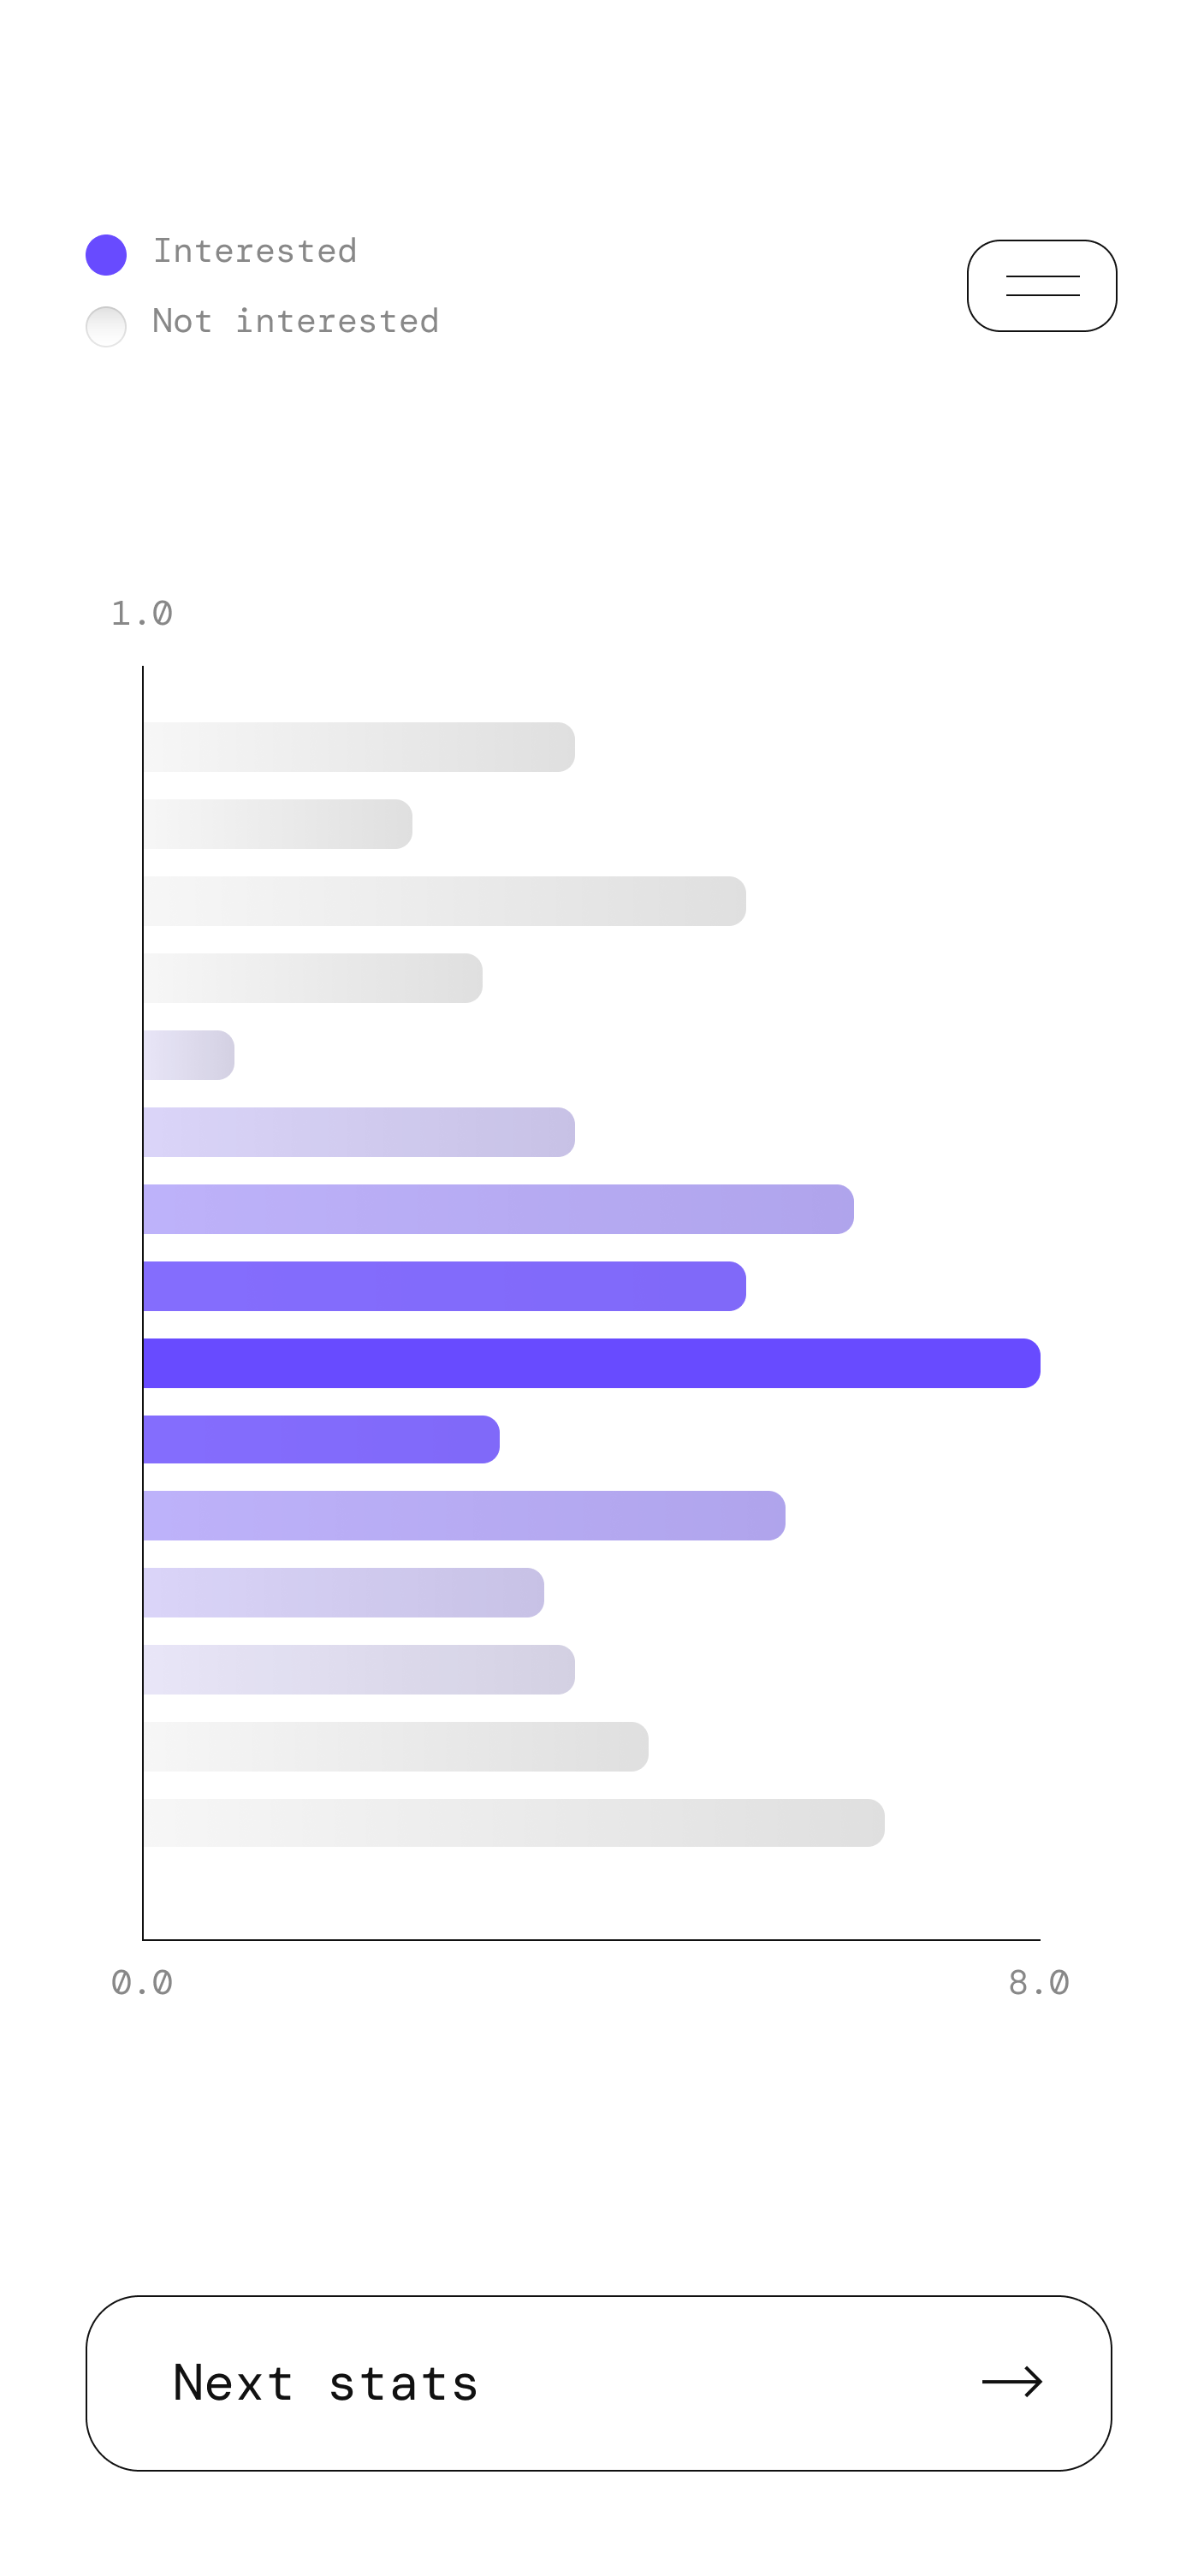 Interested
Not interested
1.0
0.0
8.0
Next stats